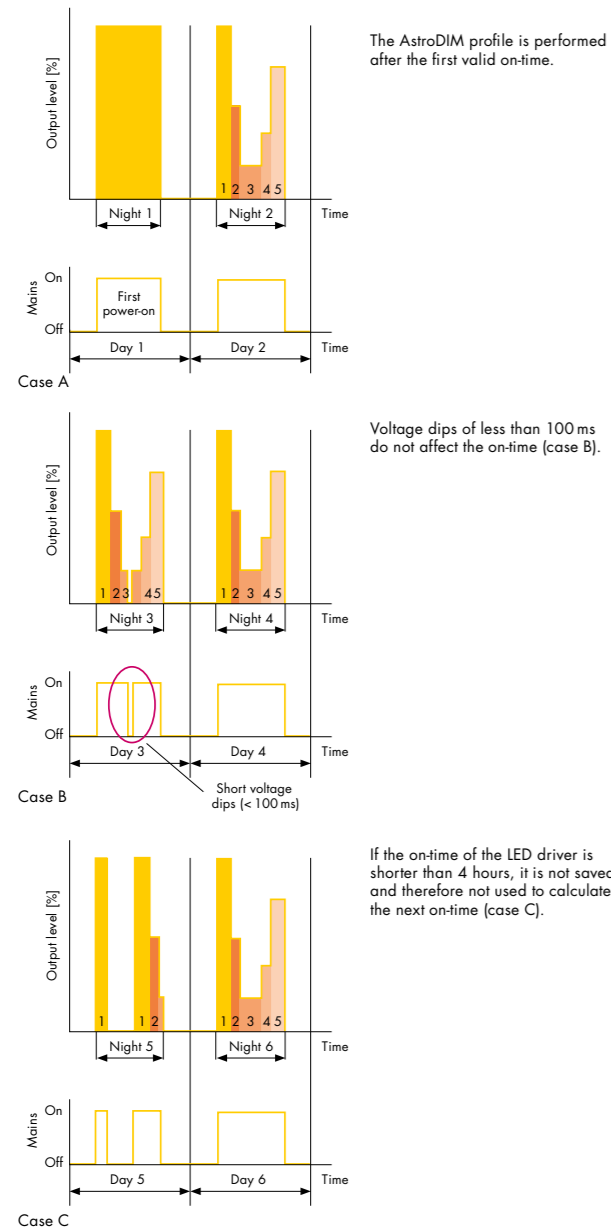 The AstroDIM profile is performed
after the first valid on-time.
Output level [%]
1 2 3 4 5
Night 1
Night 2
Time
Mains
On
Off
First
power-on
Day 1
Day 2
Time
Case A
Voltage dips of less than 100 ms
do not affect the on-time (case B).
Output level [%]
1 2 3 4 5
1 2 3 4 5
Night 3
Night 4
Time
Mains
On
Off
Day 3
Day 4
Time
Short voltage
dips (< 100 ms)
Case B
If the on-time of the LED driver is
shorter than 4 hours, it is not saved
and therefore not used to calculate
the next on-time (case C).
Output level [%]
1 1 2
1 2 3 4 5
Night 5
Night 6
Time
Mains
On
Off
Day 5
Day 6
Time
Case C